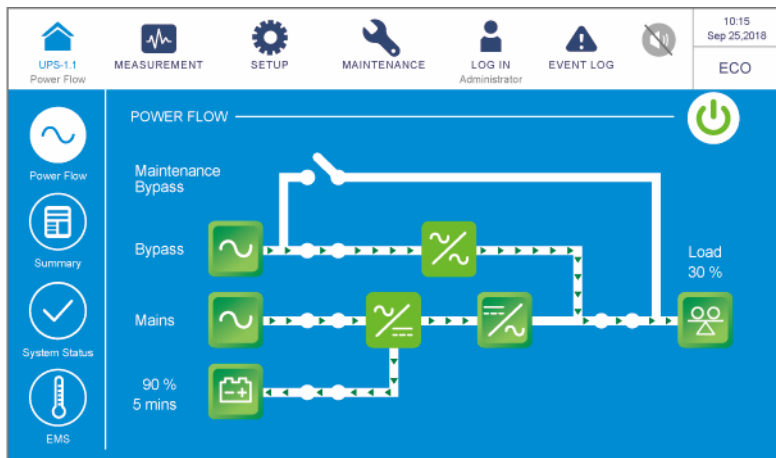 UPS-1.1
Power Flow
MEASUREMENT
SETUP
MAINTENANCE
LOG IN
Administrator
EVENT LOG
10:15
Sep 25,2018
ECO
Power Flow
Summary
System Status
EMS
POWER FLOW
Maintenance
Bypass
Bypass
Mains
90 %
5 mins
Load
30 %